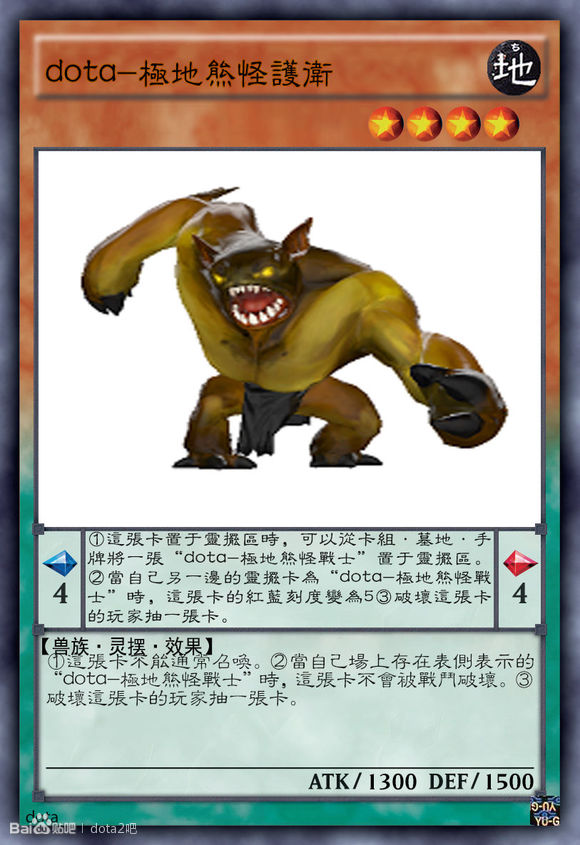 dota-極地熊怪護衛
ち
地
①這張卡置于靈擺區時，可以從卡組·墓地·手
牌將一張“dota-極地熊怪戰士”置于靈擺區。
②當自己另一邊的靈擺卡為“dota-極地熊怪戰
士”時，這張卡的紅藍刻度變為5③破壞這張卡
的玩家抽一張卡。
4
4
【兽族·灵摆·效果】
①這張卡不能通常召喚。②當自己場上存在表側表示的
“dota-極地熊怪戰士”時，這張卡不會被戰鬥破壞。③
破壞這張卡的玩家抽一張卡。
ATK/1300 DEF/1500
dota
Bai 贴吧 | dota2吧
YU-G
YU-G